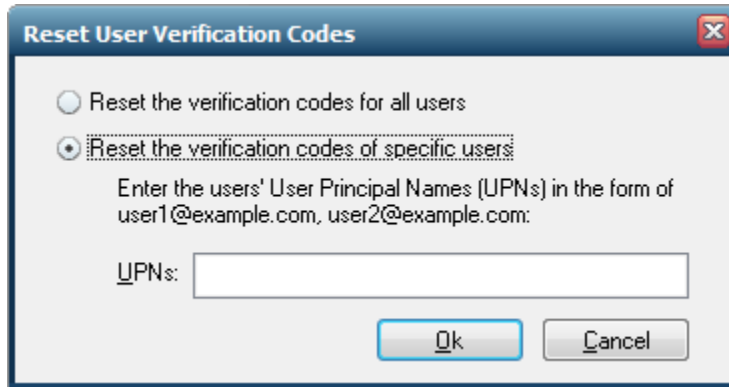 Reset User Verification Codes
Reset the verification codes for all users
Reset the verification codes of specific users
Enter the users' User Principal Names (UPNs) in the form of
user1@example.com, user2@example.com:
UPNs:
Ok Cancel